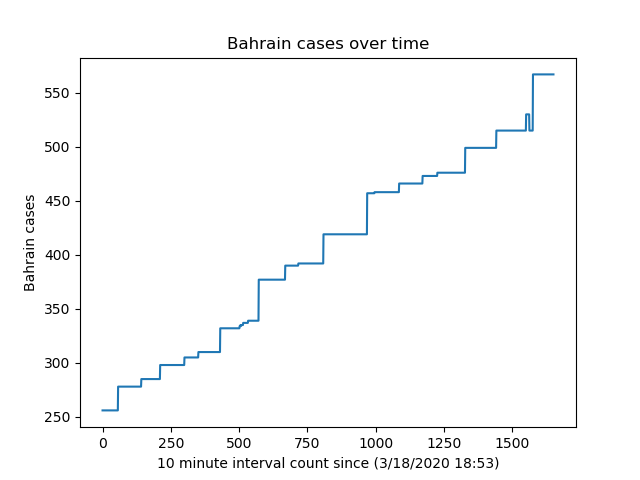 Bahrain cases over time
550
500
450
400
350
300
250
Bahrain cases
0 250 500 750 1000 1250 1500
10 minute interval count since (3/18/2020 18:53)